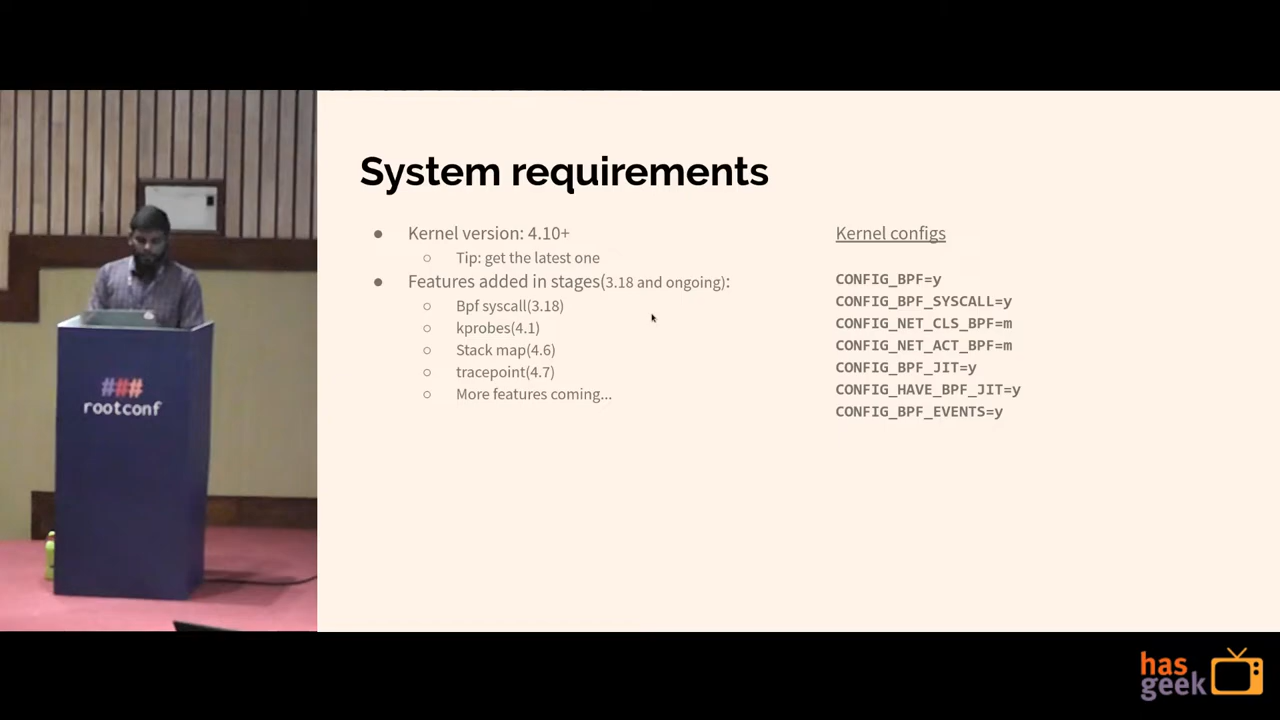 System requirements
● Kernel version: 4.10+
○ Tip: get the latest one
● Features added in stages(3.18 and ongoing):
○ Bpf syscall(3.18)
○ kprobes(4.1)
○ Stack map(4.6)
○ tracepoint(4.7)
○ More features coming...
Kernel configs
CONFIG_BPF=y
CONFIG_BPF_SYSCALL=y
CONFIG_NET_CLS_BPF=m
CONFIG_NET_ACT_BPF=m
CONFIG_BPF_JIT=y
CONFIG_HAVE_BPF_JIT=y
CONFIG_BPF_EVENTS=y
###
rootconf
has
geek